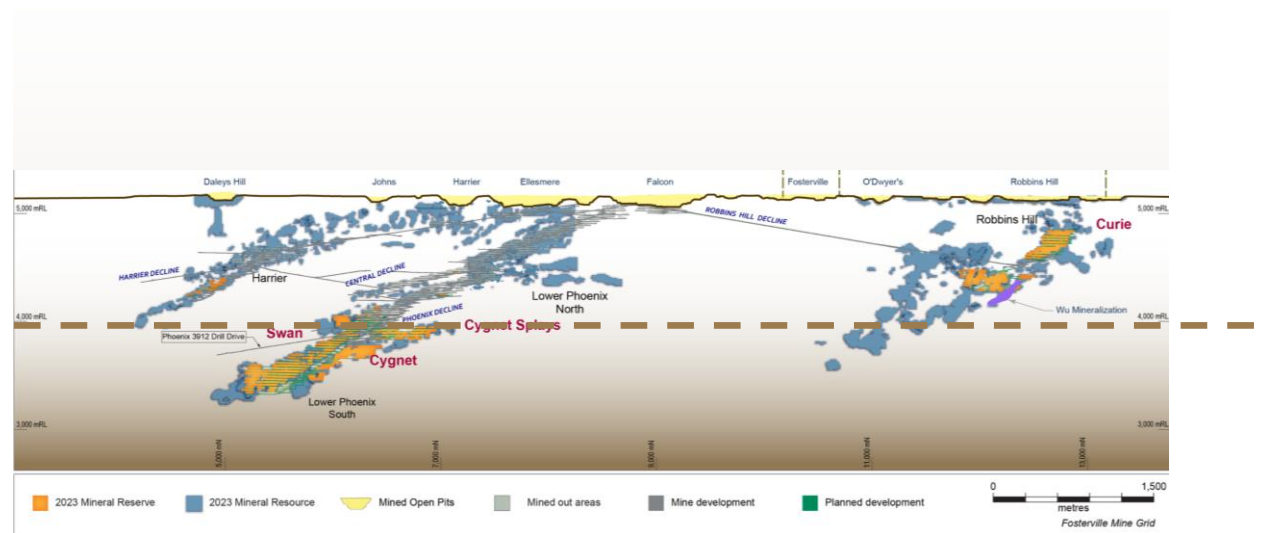 Daleys Hill
Johns
Harrier
Ellesmere
Falcon
Fosterville
O'Dwyer's
Robbins Hill
5,000 mRL
5,000 mRL
ROBBINS HILL DECLINE
Robbins Hill
Curie
HARRIER DECLINE
Harrier
CENTRAL DECLINE
Lower Phoenix
North
PHOENIX DECLINE
Wu Mineralization
4,000 mRL
4,000 mRL
Swan
Cygnet Splays
Phoenix 3912 Drill Drive
Cygnet
Lower Phoenix
South
3,000 mRL
3,000 mRL
5,000 mN
7,000 mN
9,000 mN
11,000 mN
13,000 mN
2023 Mineral Reserve
2023 Mineral Resource
Mined Open Pits
Mined out areas
Mine development
Planned development
0
1,500
metres
Fosterville Mine Grid